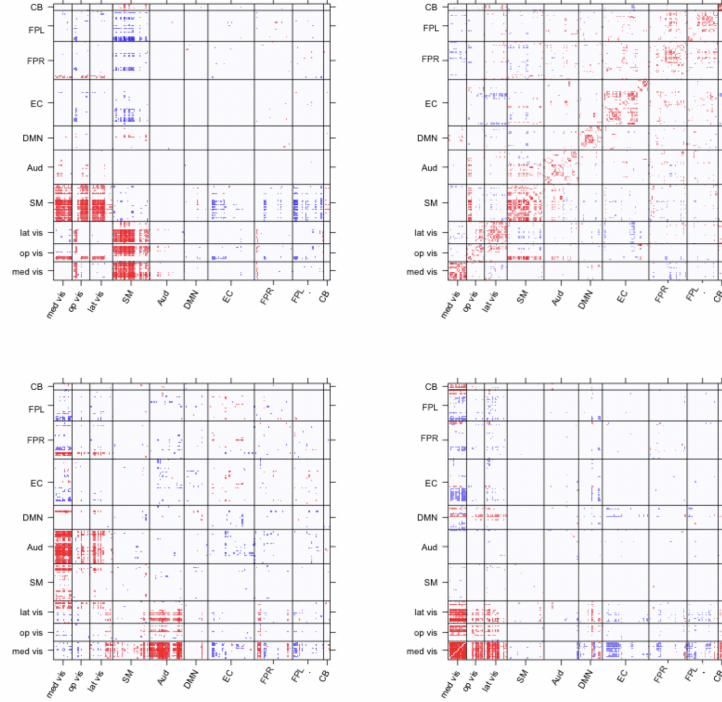 CB
FPL
FPR
EC
DMN
Aud
SM
lat vis
op vis
med vis
med vis
op vis
lat vis
SM
Aud
DMN
EC
FPR
FPL
CB
CB
FPL
FPR
EC
DMN
Aud
SM
lat vis
op vis
med vis
med vis
op vis
lat vis
SM
Aud
DMN
EC
FPR
FPL
CB
CB
FPL
FPR
EC
DMN
Aud
SM
lat vis
op vis
med vis
med vis
op vis
lat vis
SM
Aud
DMN
EC
FPR
FPL
CB
CB
FPL
FPR
EC
DMN
Aud
SM
lat vis
op vis
med vis
med vis
op vis
lat vis
SM
Aud
DMN
EC
FPR
FPL
CB